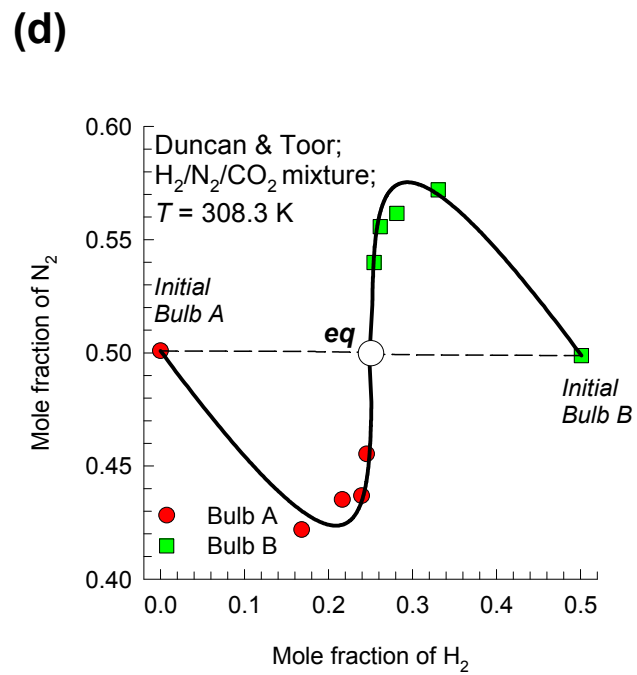 (d)
0.60
0.55
0.50
0.45
0.40
Mole fraction of N₂
Duncan & Toor;
H₂/N₂/CO₂ mixture;
T = 308.3 K
Initial
Bulb A
eq
Initial
Bulb B
Bulb A
Bulb B
0.0 0.1 0.2 0.3 0.4 0.5
Mole fraction of H₂